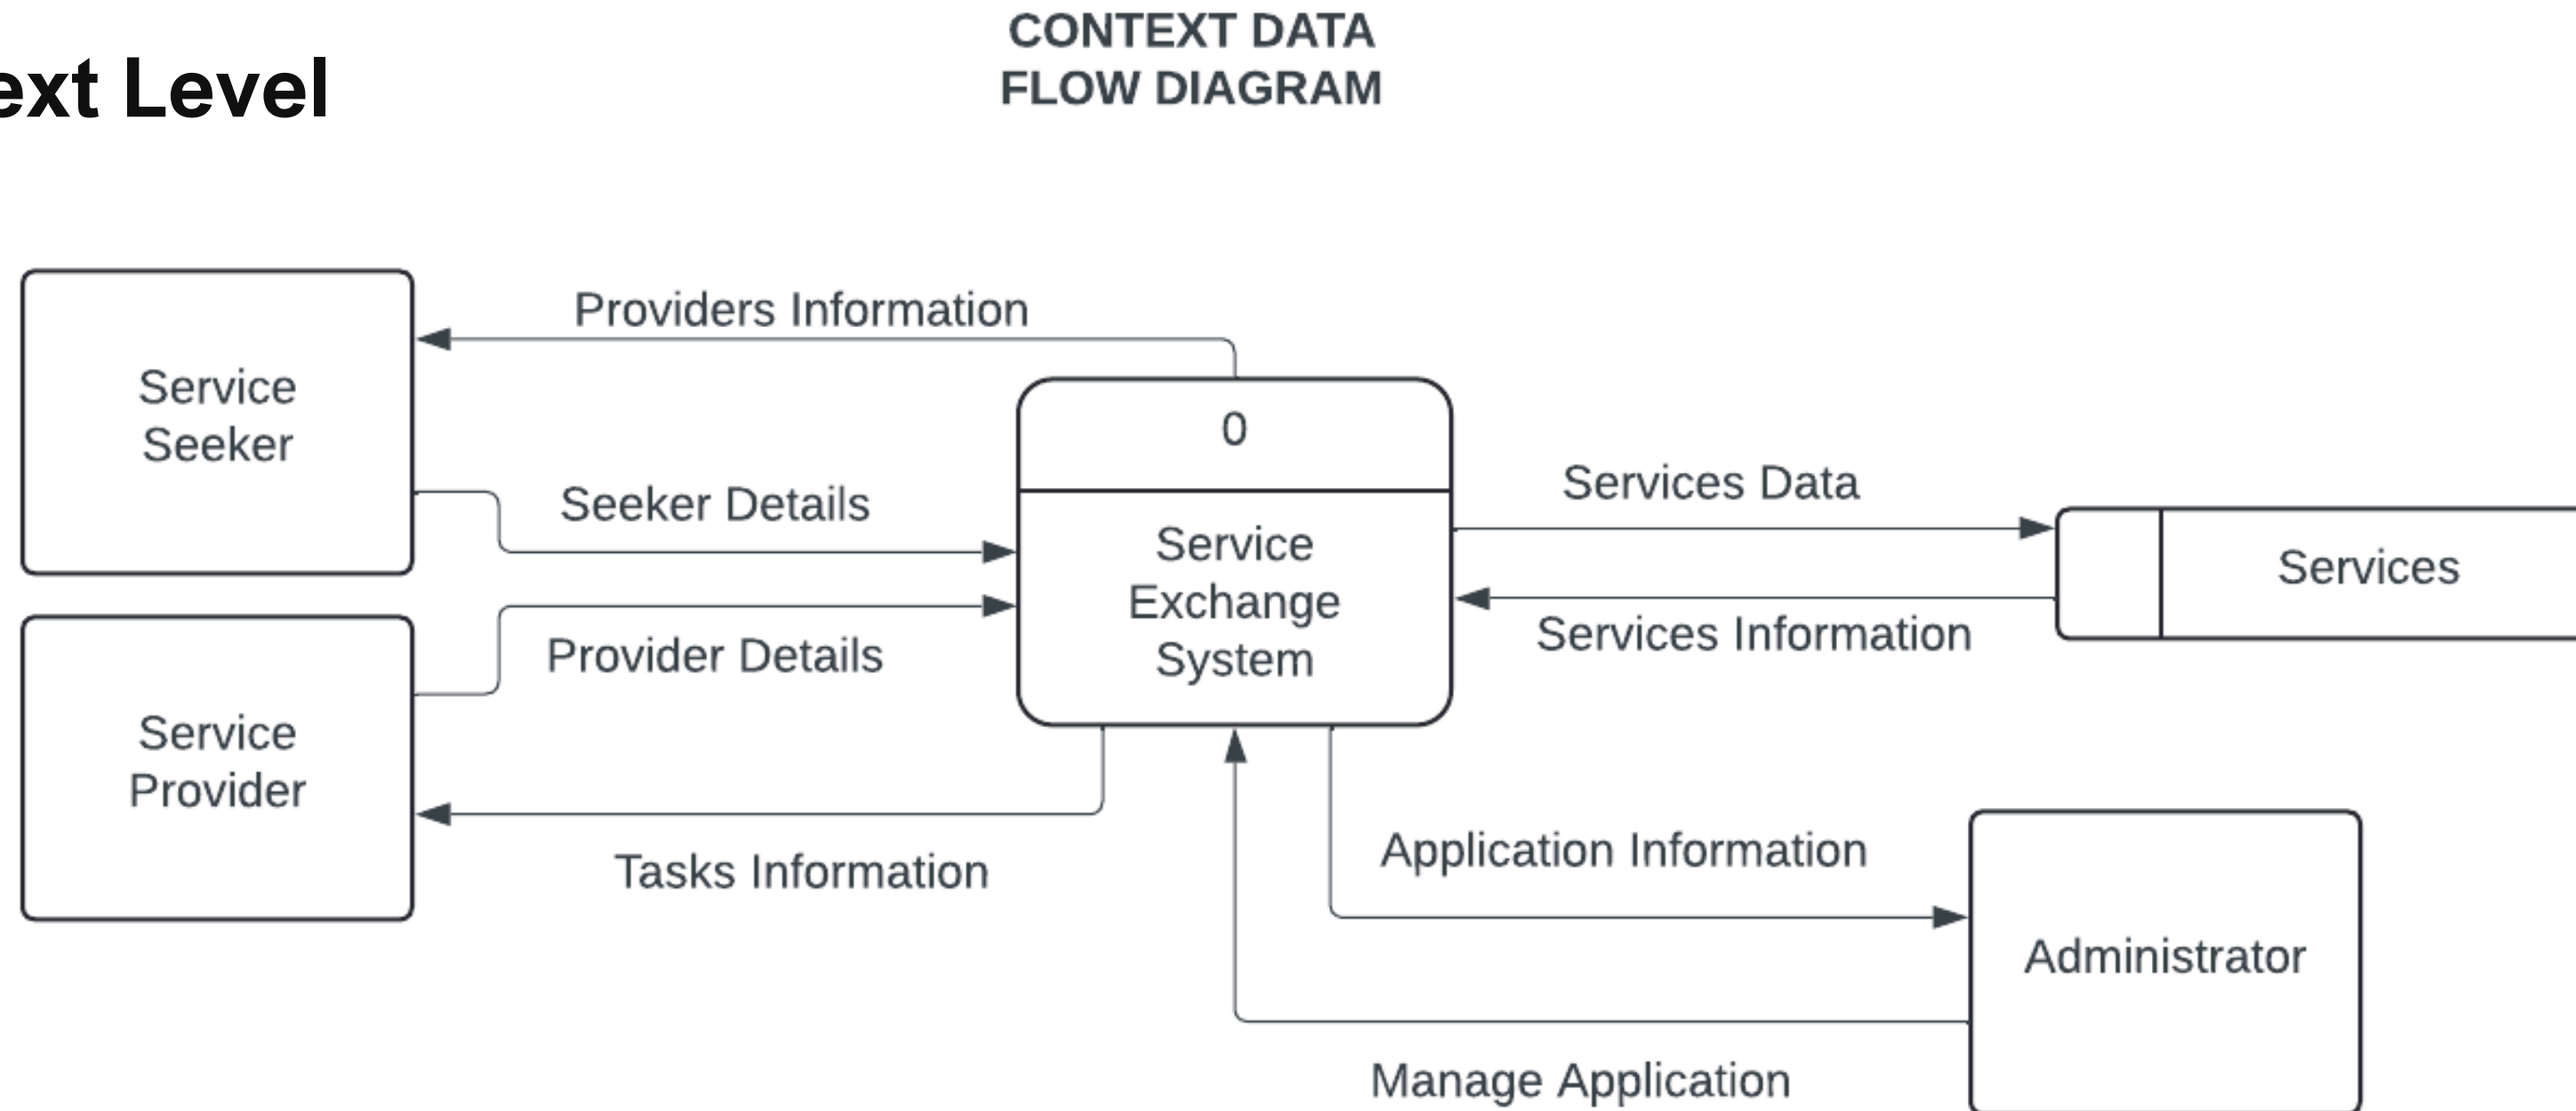 CONTEXT DATA
FLOW DIAGRAM
ext Level
Providers Information
Service
Seeker
0
Seeker Details
Services Data
Service
Exchange
System
Services
Provider Details
Services Information
Service
Provider
Tasks Information
Application Information
Administrator
Manage Application